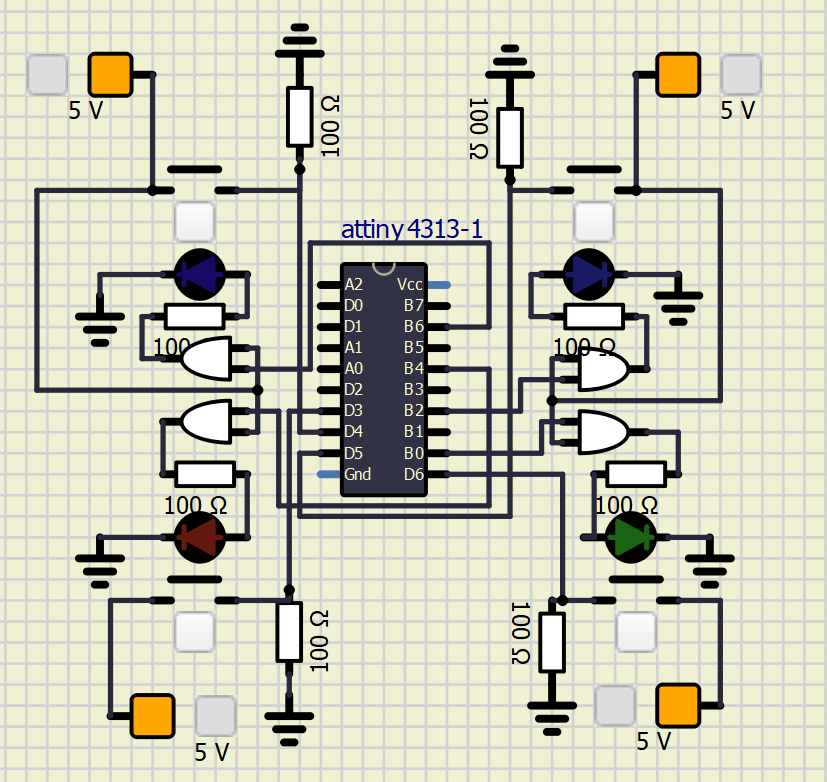 5 V
5 V
100 Ω
100 Ω
attiny4313-1
A2
Vcc
D0
B7
D1
B6
A1
B5
A0
B4
D2
B3
D3
B2
D4
B1
D5
B0
Gnd
D6
100
100 Ω
100 Ω
100 Ω
100 Ω
100 Ω
5 V
5 V